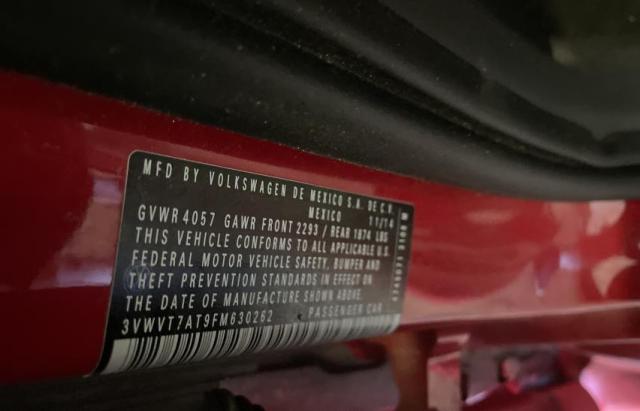 MFD BY VOLKSWAGEN DE MEXICO S.A. DE C.V.
MEXICO 11/14
GVWR 4057 GAWR FRONT 2293 / REAR 1874 LBS
THIS VEHICLE CONFORMS TO ALL APPLICABLE U.S.
FEDERAL MOTOR VEHICLE SAFETY, BUMPER AND
THEFT PREVENTION STANDARDS IN EFFECT ON
THE DATE OF MANUFACTURE SHOWN ABOVE.
3VWVT7AT9FM630262 PASSENGER CAR